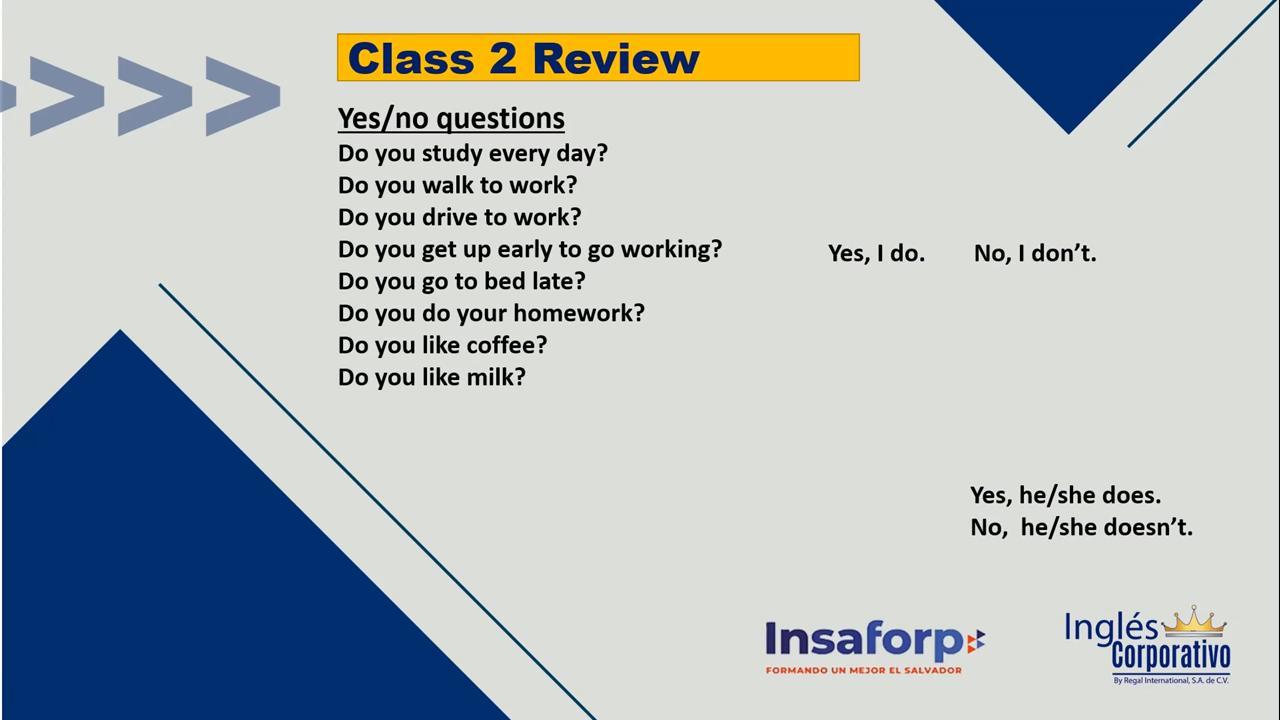 Class 2 Review
Yes/no questions
Do you study every day?
Do you walk to work?
Do you drive to work?
Do you get up early to go working?
Yes, I do. No, I don't.
Do you go to bed late?
Do you do your homework?
Do you like coffee?
Do you like milk?
Yes, he/she does.
No, he/she doesn't.
Insaforp
FORMANDO UN MEJOR EL SALVADOR
Inglés
Corporativo
By Regal International, S.A. de C.V.